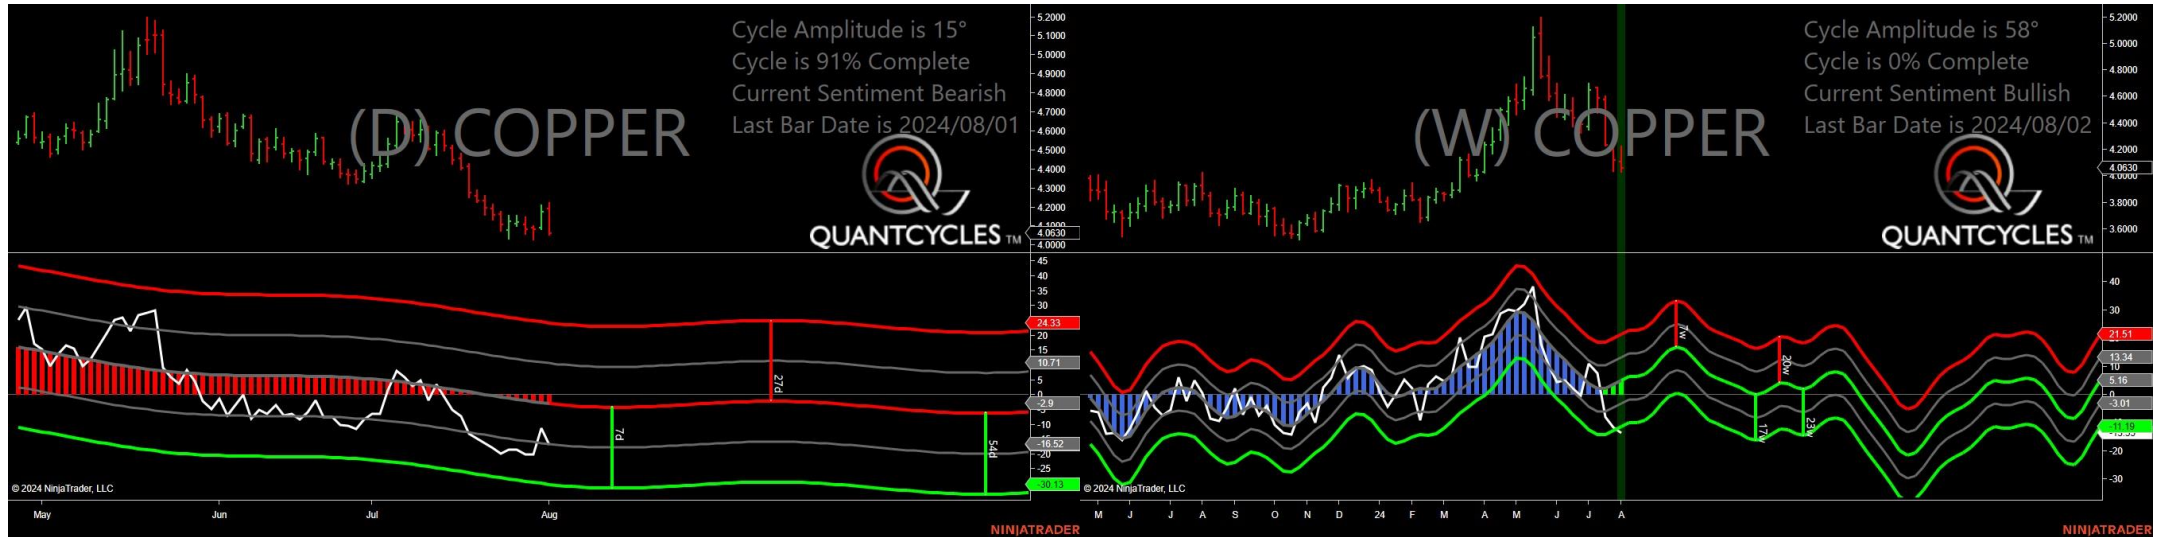 Cycle Amplitude is 15°
Cycle is 91% Complete
Current Sentiment Bearish
Last Bar Date is 2024/08/01
(D) COPPER
QUANTCYCLES TM
5.2000
5.1000
5.0000
4.9000
4.8000
4.7000
4.6000
4.5000
4.4000
4.3000
4.2000
4.0630
4.0000
45
40
35
30
24.33
20
15
10.71
5
-2.9
-10
-16.52
-20
-25
-30.13
27d
7d
54d
© 2024 NinjaTrader, LLC
May Jun Jul Aug
NINJATRADER
Cycle Amplitude is 58°
Cycle is 0% Complete
Current Sentiment Bullish
Last Bar Date is 2024/08/02
(W) COPPER
QUANTCYCLES TM
5.2000
5.0000
4.8000
4.6000
4.4000
4.2000
4.0630
4.0000
3.8000
3.6000
40
30
21.51
13.34
10
5.16
0
-3.01
-11.19
-20
-30
7w
20w
17w
23w
© 2024 NinjaTrader, LLC
M J J A S O N D 24 F M A M J J A
NINJATRADER